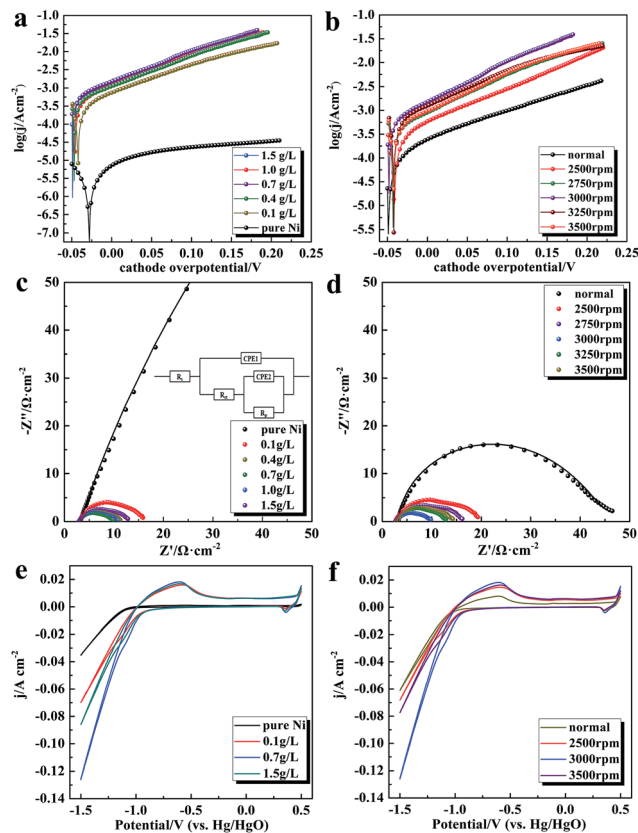 a
log(j/Acm-2)
-1.0
-1.5
-2.0
-2.5
-3.0
-3.5
-4.0
-4.5
-5.0
-5.5
-6.0
-6.5
-7.0
1.5 g/L
1.0 g/L
0.7 g/L
0.4 g/L
0.1 g/L
pure Ni
-0.05 0.00 0.05 0.10 0.15 0.20 0.25
cathode overpotential/V
b
log(j/Acm-2)
-1.0
-1.5
-2.0
-2.5
-3.0
-3.5
-4.0
-4.5
-5.0
-5.5
normal
2500rpm
2750rpm
3000rpm
3250rpm
3500rpm
-0.05 0.00 0.05 0.10 0.15 0.20 0.25
cathode overpotential/V
c
-Z''/Ω·cm-2
50
40
30
20
10
0
CPE1
CPE2
pure Ni
0.1g/L
0.4g/L
0.7g/L
1.0g/L
1.5g/L
0 10 20 30 40 50
Z'/Ω·cm-2
d
-Z''/Ω·cm-2
50
40
30
20
10
0
normal
2500rpm
2750rpm
3000rpm
3250rpm
3500rpm
0 10 20 30 40 50
Z'/Ω·cm-2
e
j/A cm-2
0.02
0.00
-0.02
-0.04
-0.06
-0.08
-0.10
-0.12
-0.14
pure Ni
0.1g/L
0.7g/L
1.5g/L
-1.5 -1.0 -0.5 0.0 0.5
Potential/V (vs. Hg/HgO)
f
j/A cm-2
0.02
0.00
-0.02
-0.04
-0.06
-0.08
-0.10
-0.12
-0.14
normal
2500rpm
3000rpm
3500rpm
-1.5 -1.0 -0.5 0.0 0.5
Potential/V (vs. Hg/HgO)